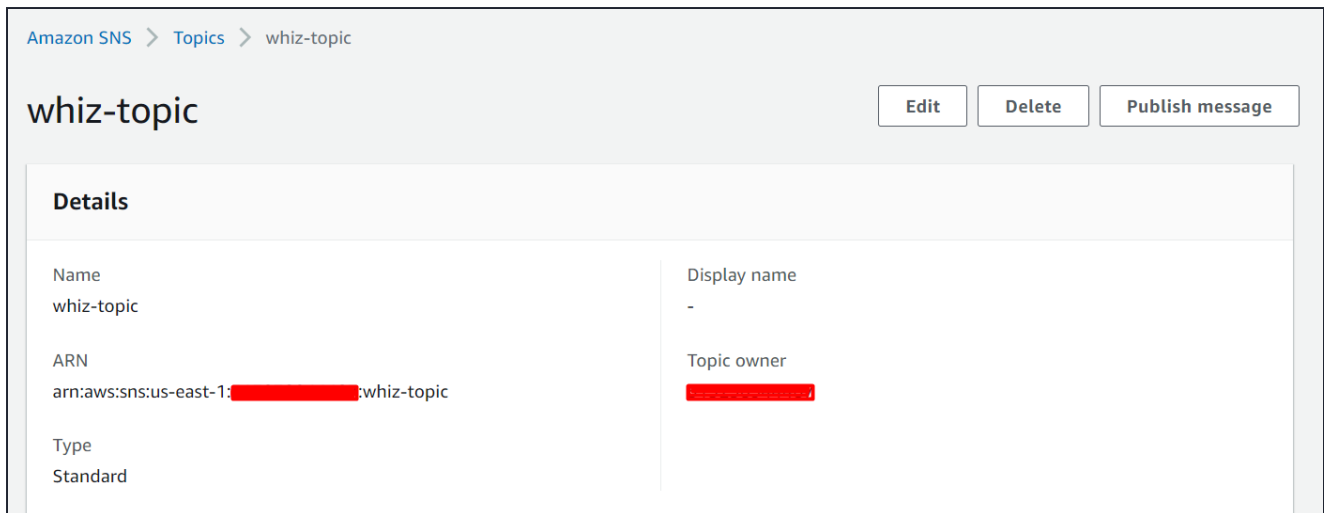 Amazon SNS > Topics > whiz-topic
whiz-topic
Edit
Delete
Publish message
Details
Name
whiz-topic
Display name
-
ARN
arn:aws:sns:us-east-1: :whiz-topic
Topic owner
Type
Standard